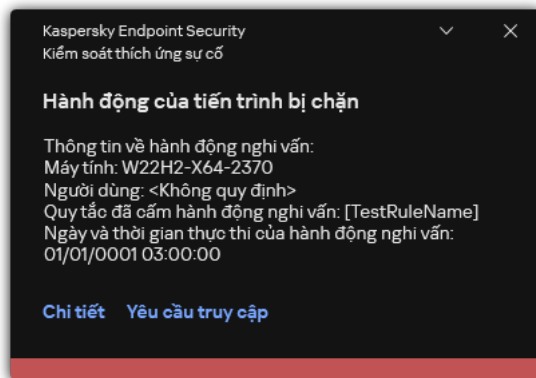 Kaspersky Endpoint Security
Kiểm soát thích ứng sự cố
Hành động của tiến trình bị chặn
Thông tin về hành động nghi vấn:
Máy tính: W22H2-X64-2370
Người dùng: <Không quy định>
Quy tắc đã cấm hành động nghi vấn: [TestRuleName]
Ngày và thời gian thực thi của hành động nghi vấn:
01/01/0001 03:00:00
Chi tiết Yêu cầu truy cập